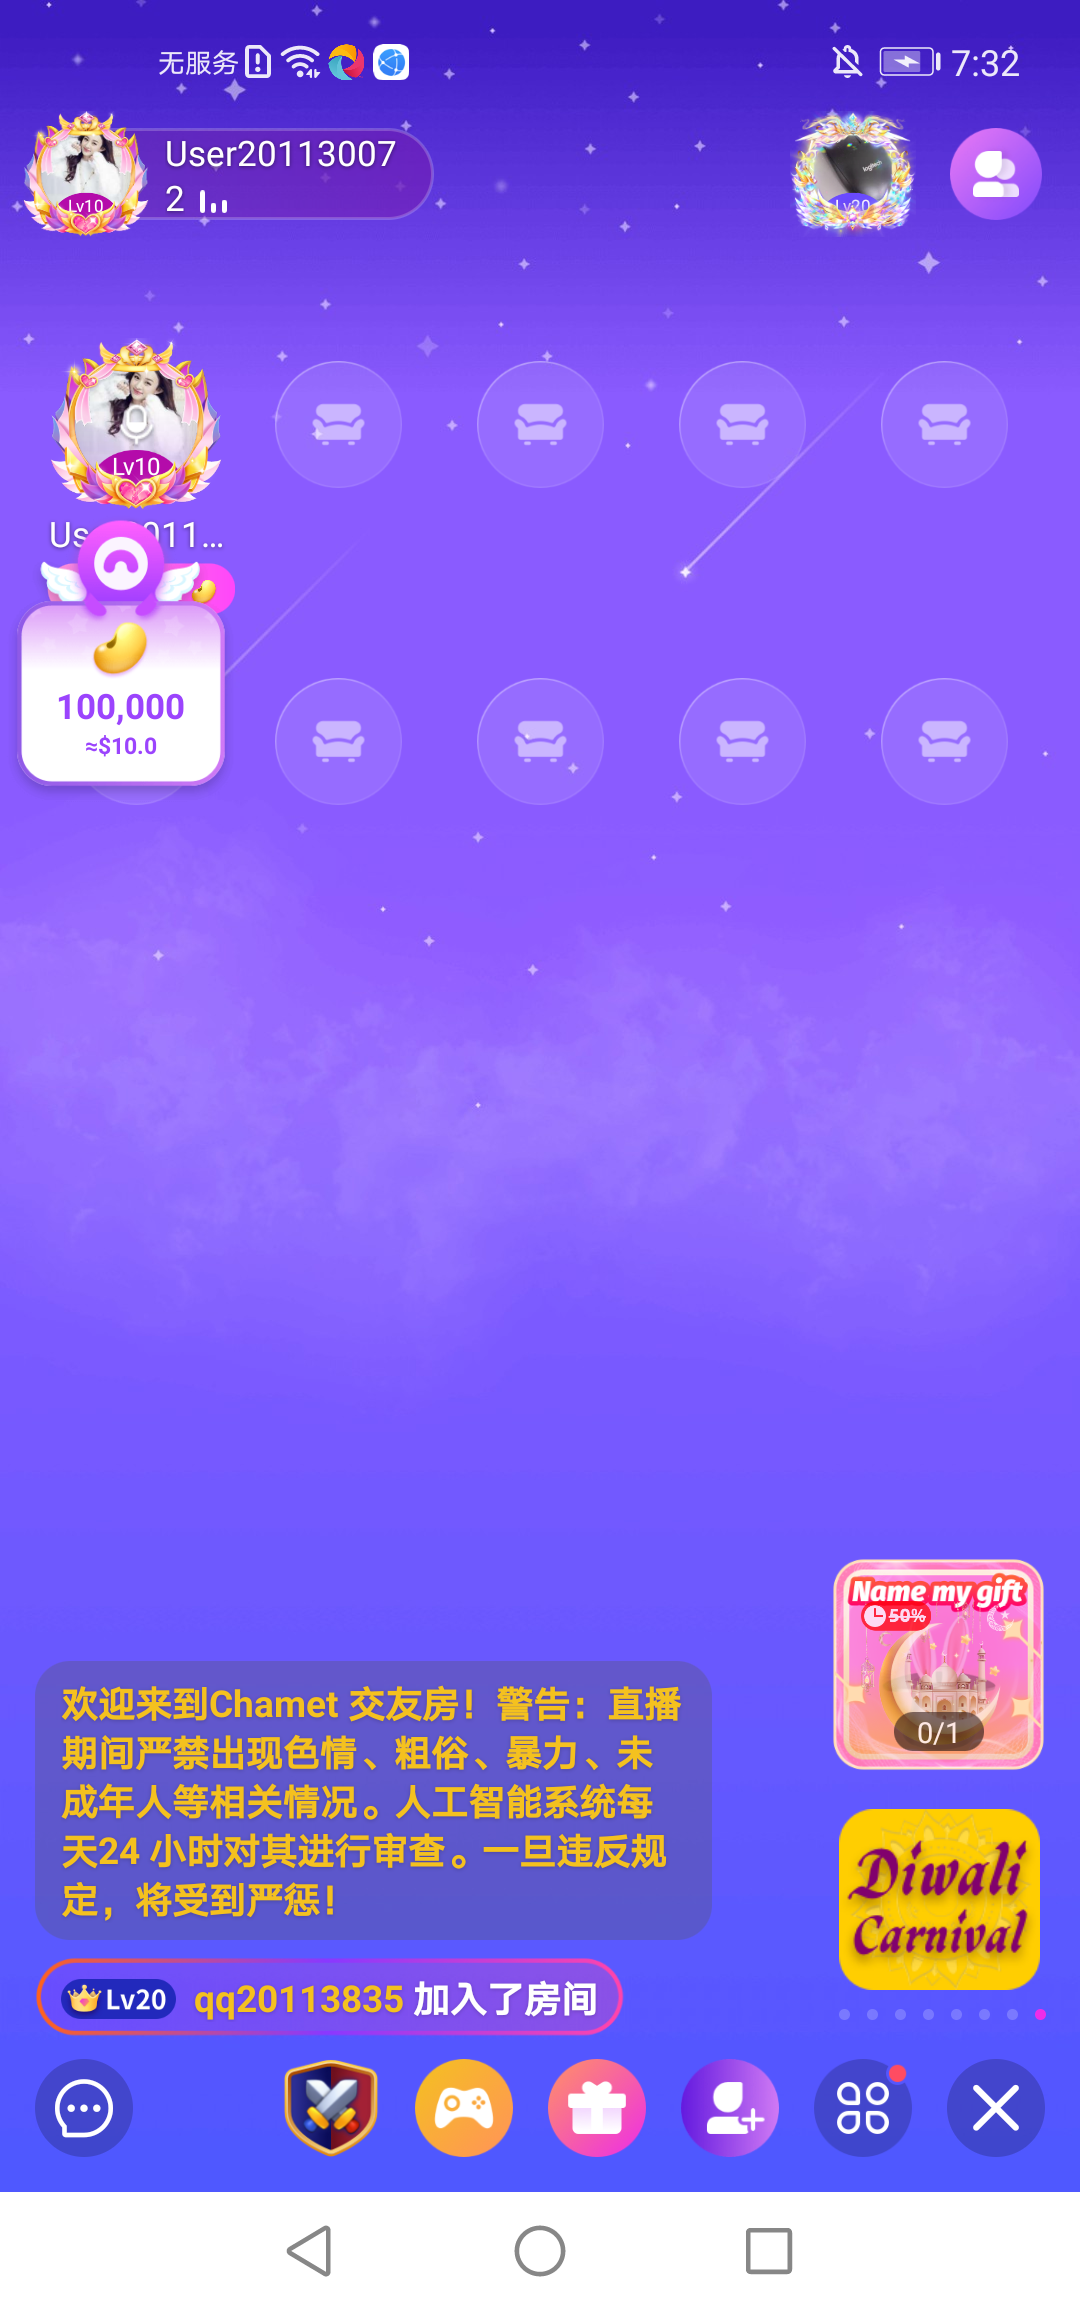 无服务
7:32
User20113007
2
Lv10
logitech
Lv20
Lv10
100,000
≈$10.0
Name my gift
50%
0/1
欢迎来到Chamet 交友房！警告：直播
期间严禁出现色情、粗俗、暴力、未
成年人等相关情况。人工智能系统每
天24 小时对其进行审查。一旦违反规
定，将受到严惩！
Diwali
Carnival
Lv20 qq20113835 加入了房间